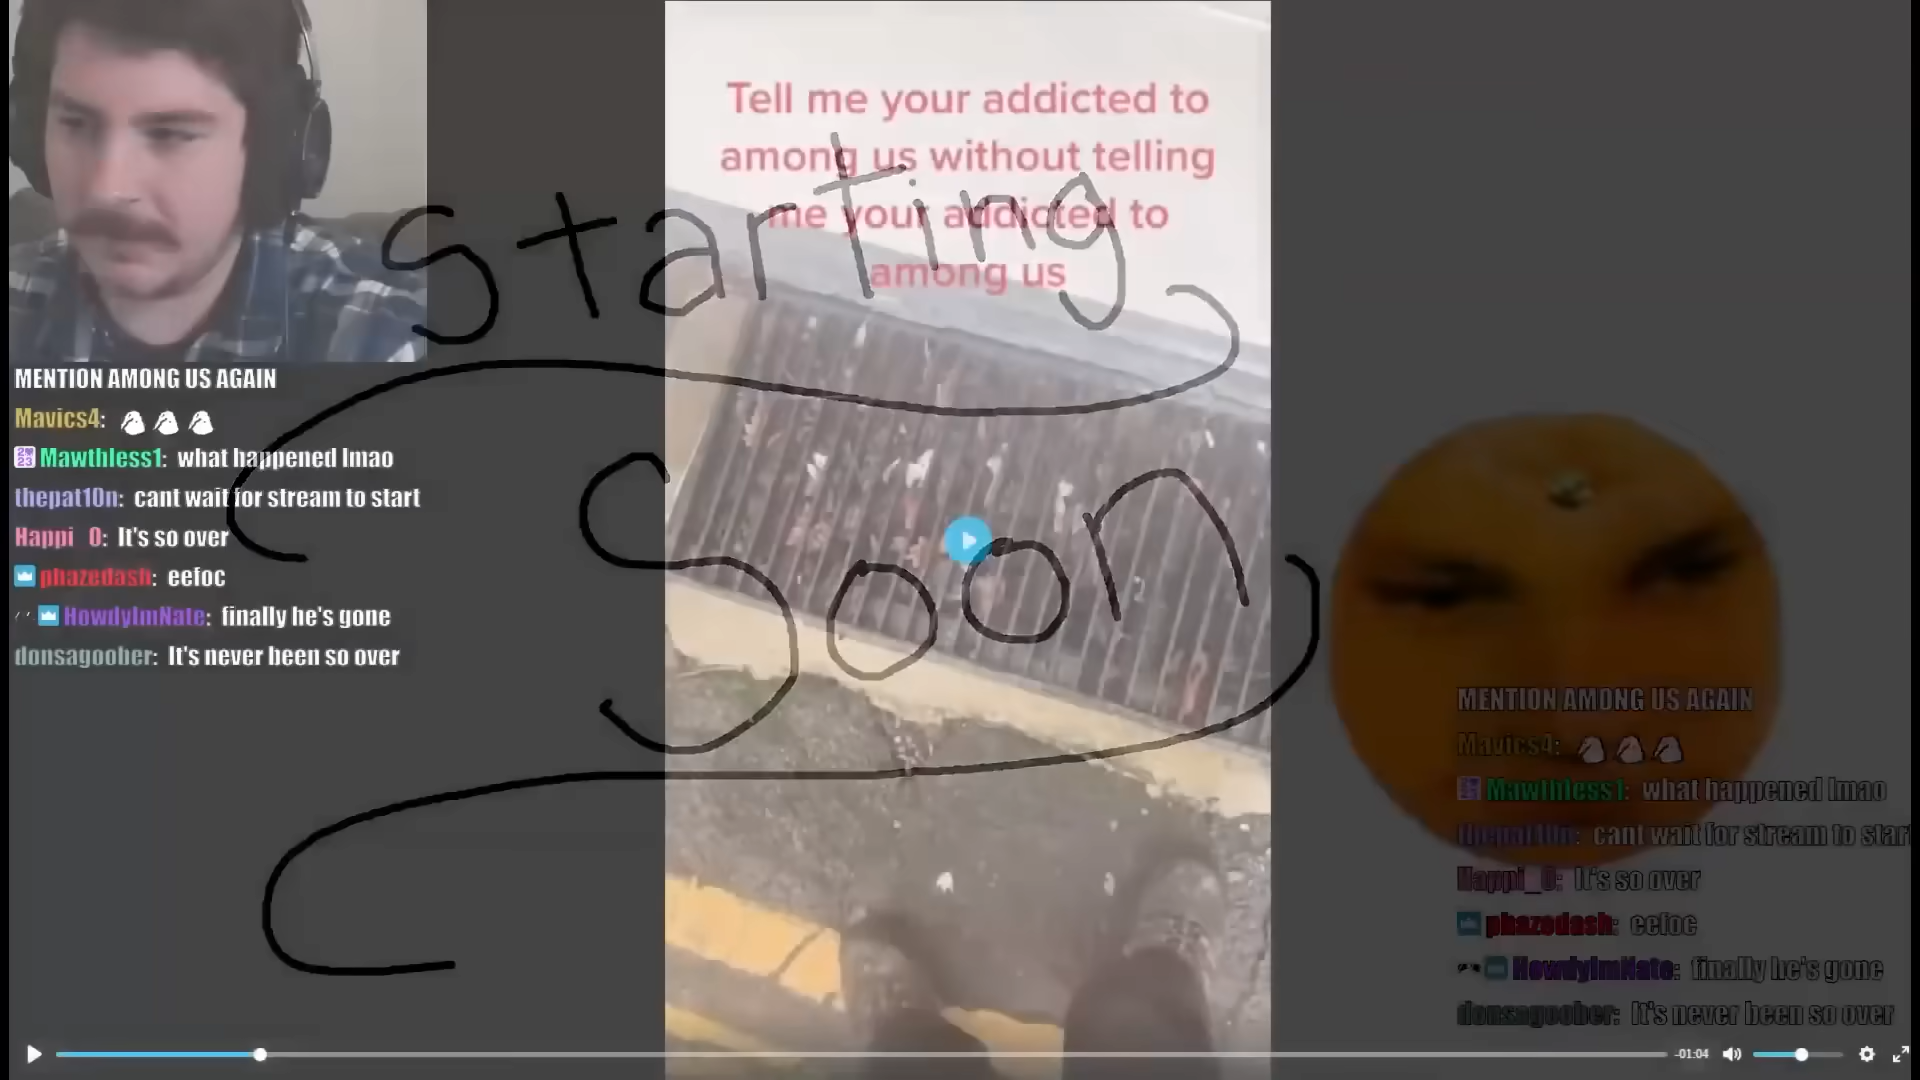 Tell me your addicted to
among us without telling
me your addicted to
among us
Starting
Soon
MENTION AMONG US AGAIN
Mavics4:
Mawthless1: what happened lmao
thepat10n: cant wait for stream to start
Happi_0: It's so over
phazedash: eefoc
HowdyImNate: finally he's gone
donsagoober: It's never been so over
MENTION AMONG US AGAIN
Mavics4:
Mawthless1: what happened lmao
thepat10n: cant wait for stream to start
Happi_0: It's so over
phazedash: eefoc
HowdyImNate: finally he's gone
donsagoober: It's never been so over
-01:04